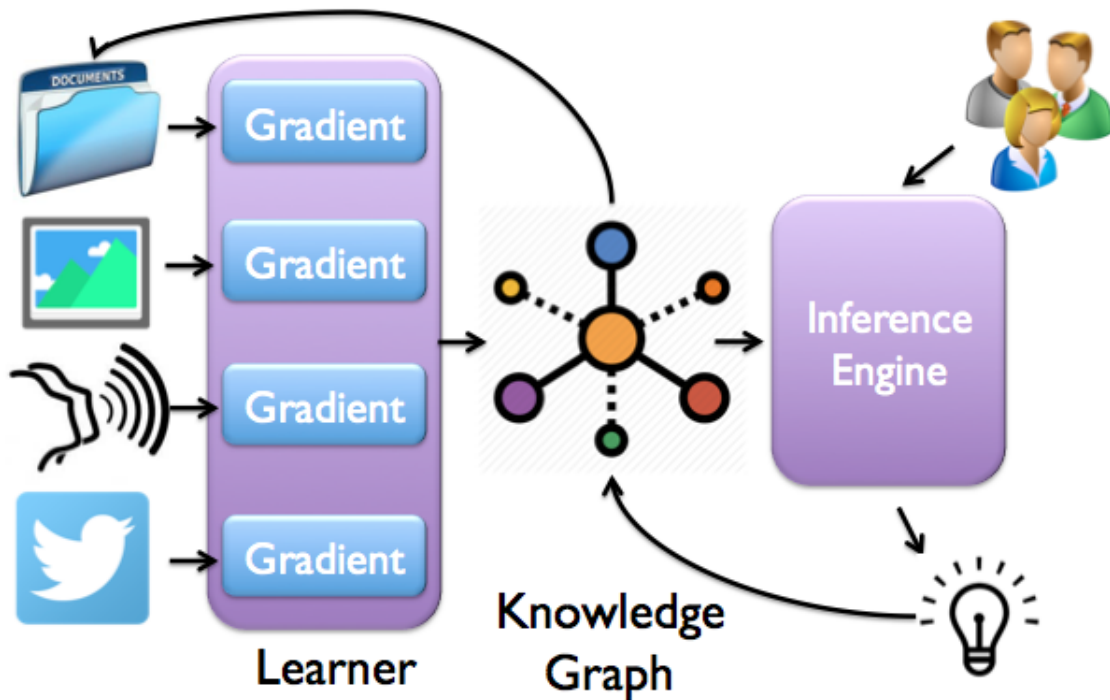 DOCUMENTS
Gradient
Gradient
Gradient
Gradient
Learner
Knowledge
Graph
Inference
Engine